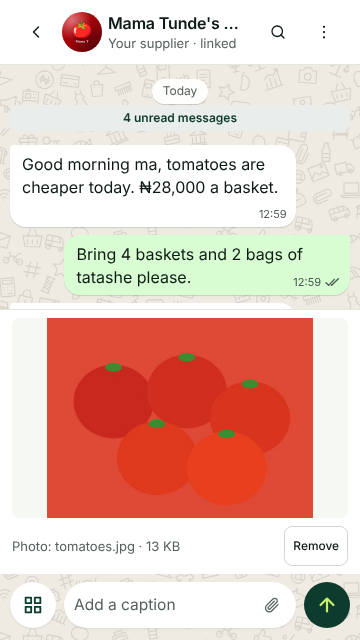 Mama Tunde's ...
Your supplier · linked
Today
4 unread messages
Good morning ma, tomatoes are
cheaper today. ₦28,000 a basket.
12:59
Bring 4 baskets and 2 bags of
tatashe please.
12:59
Photo: tomatoes.jpg · 13 KB
Remove
Add a caption